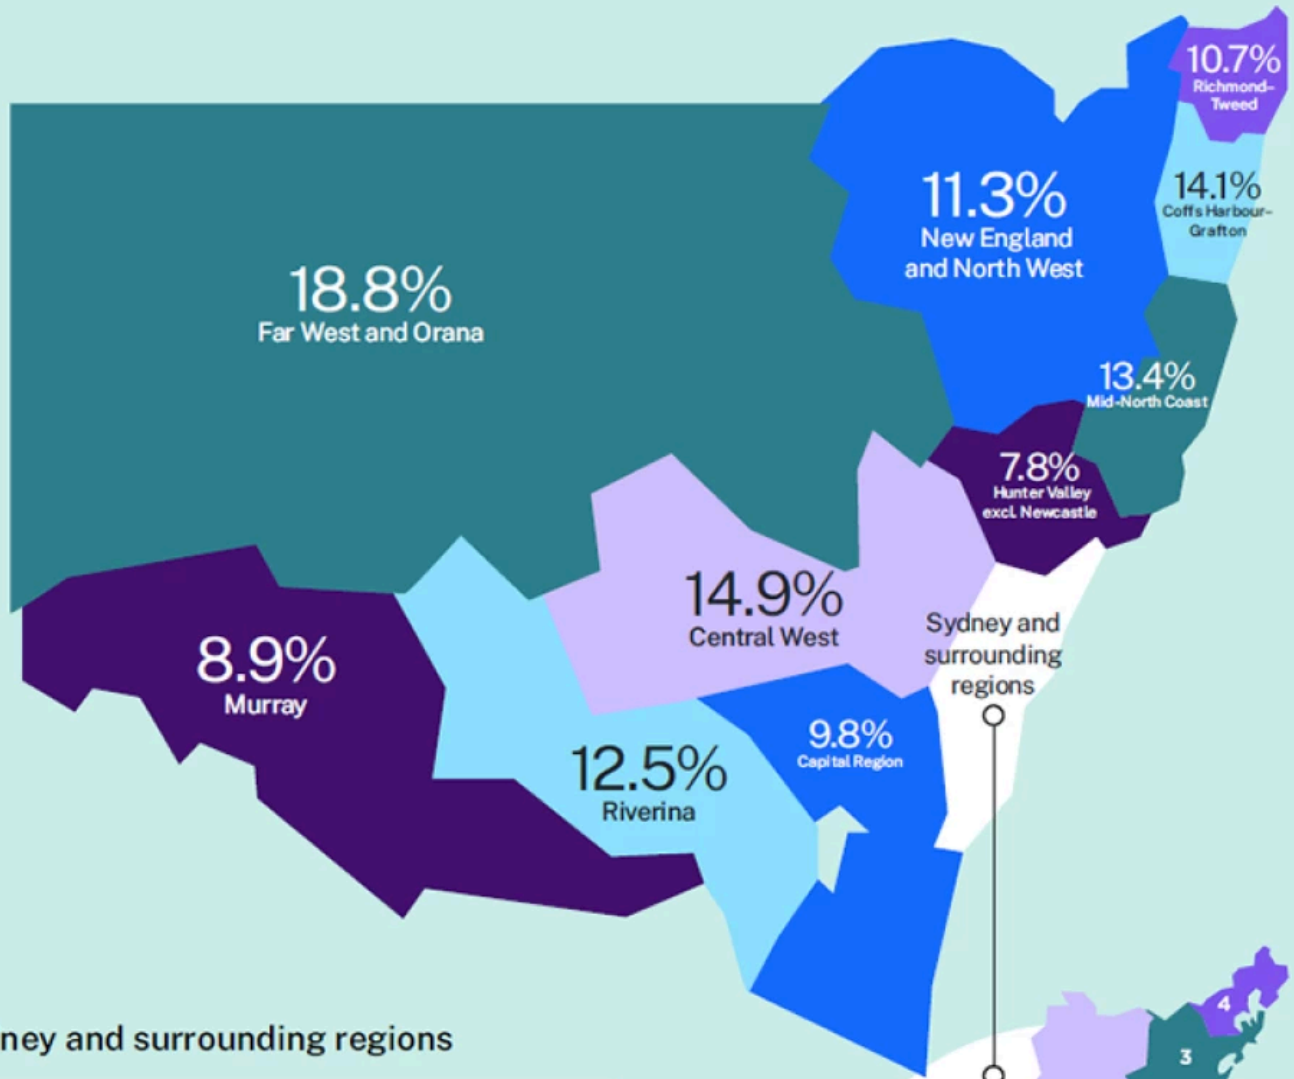 10.7%
Richmond-
Tweed
14.1%
Coffs Harbour-
Grafton
11.3%
New England
and North West
18.8%
Far West and Orana
13.4%
Mid-North Coast
7.8%
Hunter Valley
excl. Newcastle
14.9%
Central West
Sydney and
surrounding
regions
8.9%
Murray
9.8%
Capital Region
12.5%
Riverina
ney and surrounding regions
4
3